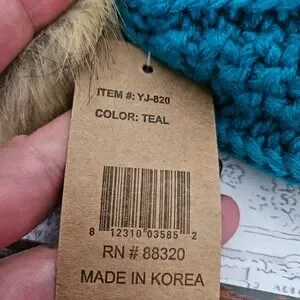 ITEM #: YJ-820
COLOR: TEAL
8 12310 03585 2
RN # 88320
MADE IN KOREA